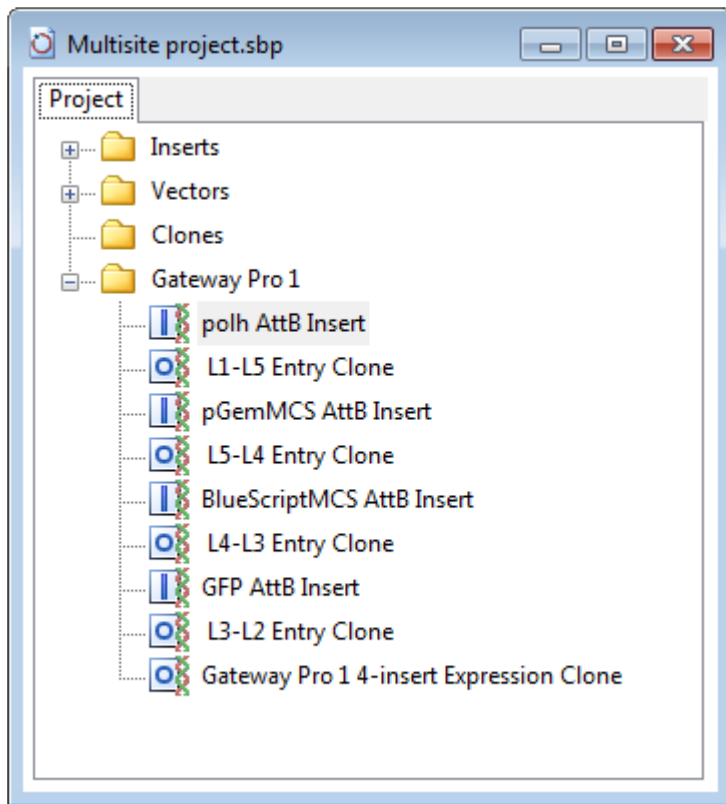 Multisite project.sbp
Project
Inserts
Vectors
Clones
Gateway Pro 1
polh AttB Insert
L1-L5 Entry Clone
pGemMCS AttB Insert
L5-L4 Entry Clone
BlueScriptMCS AttB Insert
L4-L3 Entry Clone
GFP AttB Insert
L3-L2 Entry Clone
Gateway Pro 1 4-insert Expression Clone